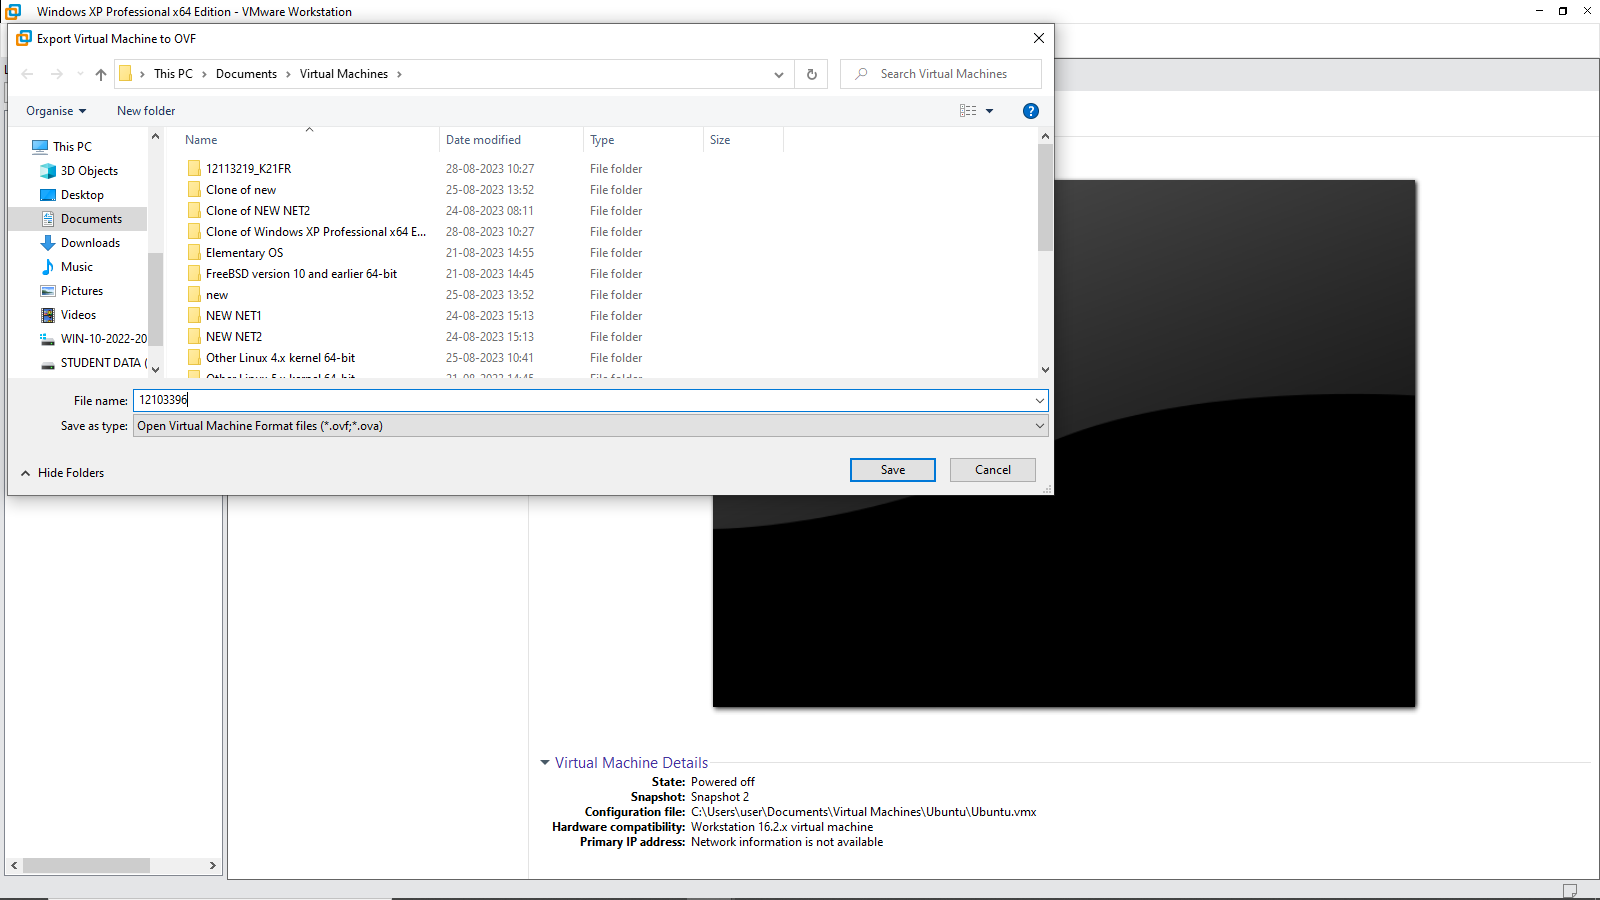 Windows XP Professional x64 Edition - VMware Workstation
Export Virtual Machine to OVF
This PC > Documents > Virtual Machines >
Search Virtual Machines
Organise
New folder
Name
Date modified
Type
Size
This PC
3D Objects
Desktop
Documents
Downloads
Music
Pictures
Videos
WIN-10-2022-20
STUDENT DATA (
12113219_K21FR 28-08-2023 10:27 File folder
Clone of new 25-08-2023 13:52 File folder
Clone of NEW NET2 24-08-2023 08:11 File folder
Clone of Windows XP Professional x64 E... 28-08-2023 10:27 File folder
Elementary OS 21-08-2023 14:55 File folder
FreeBSD version 10 and earlier 64-bit 21-08-2023 14:45 File folder
new 25-08-2023 13:52 File folder
NEW NET1 24-08-2023 15:13 File folder
NEW NET2 24-08-2023 15:13 File folder
Other Linux 4.x kernel 64-bit 25-08-2023 10:41 File folder
File name: 12103396
Save as type: Open Virtual Machine Format files (*.ovf;*.ova)
Hide Folders
Save
Cancel
Virtual Machine Details
State: Powered off
Snapshot: Snapshot 2
Configuration file: C:\Users\user\Documents\Virtual Machines\Ubuntu\Ubuntu.vmx
Hardware compatibility: Workstation 16.2.x virtual machine
Primary IP address: Network information is not available